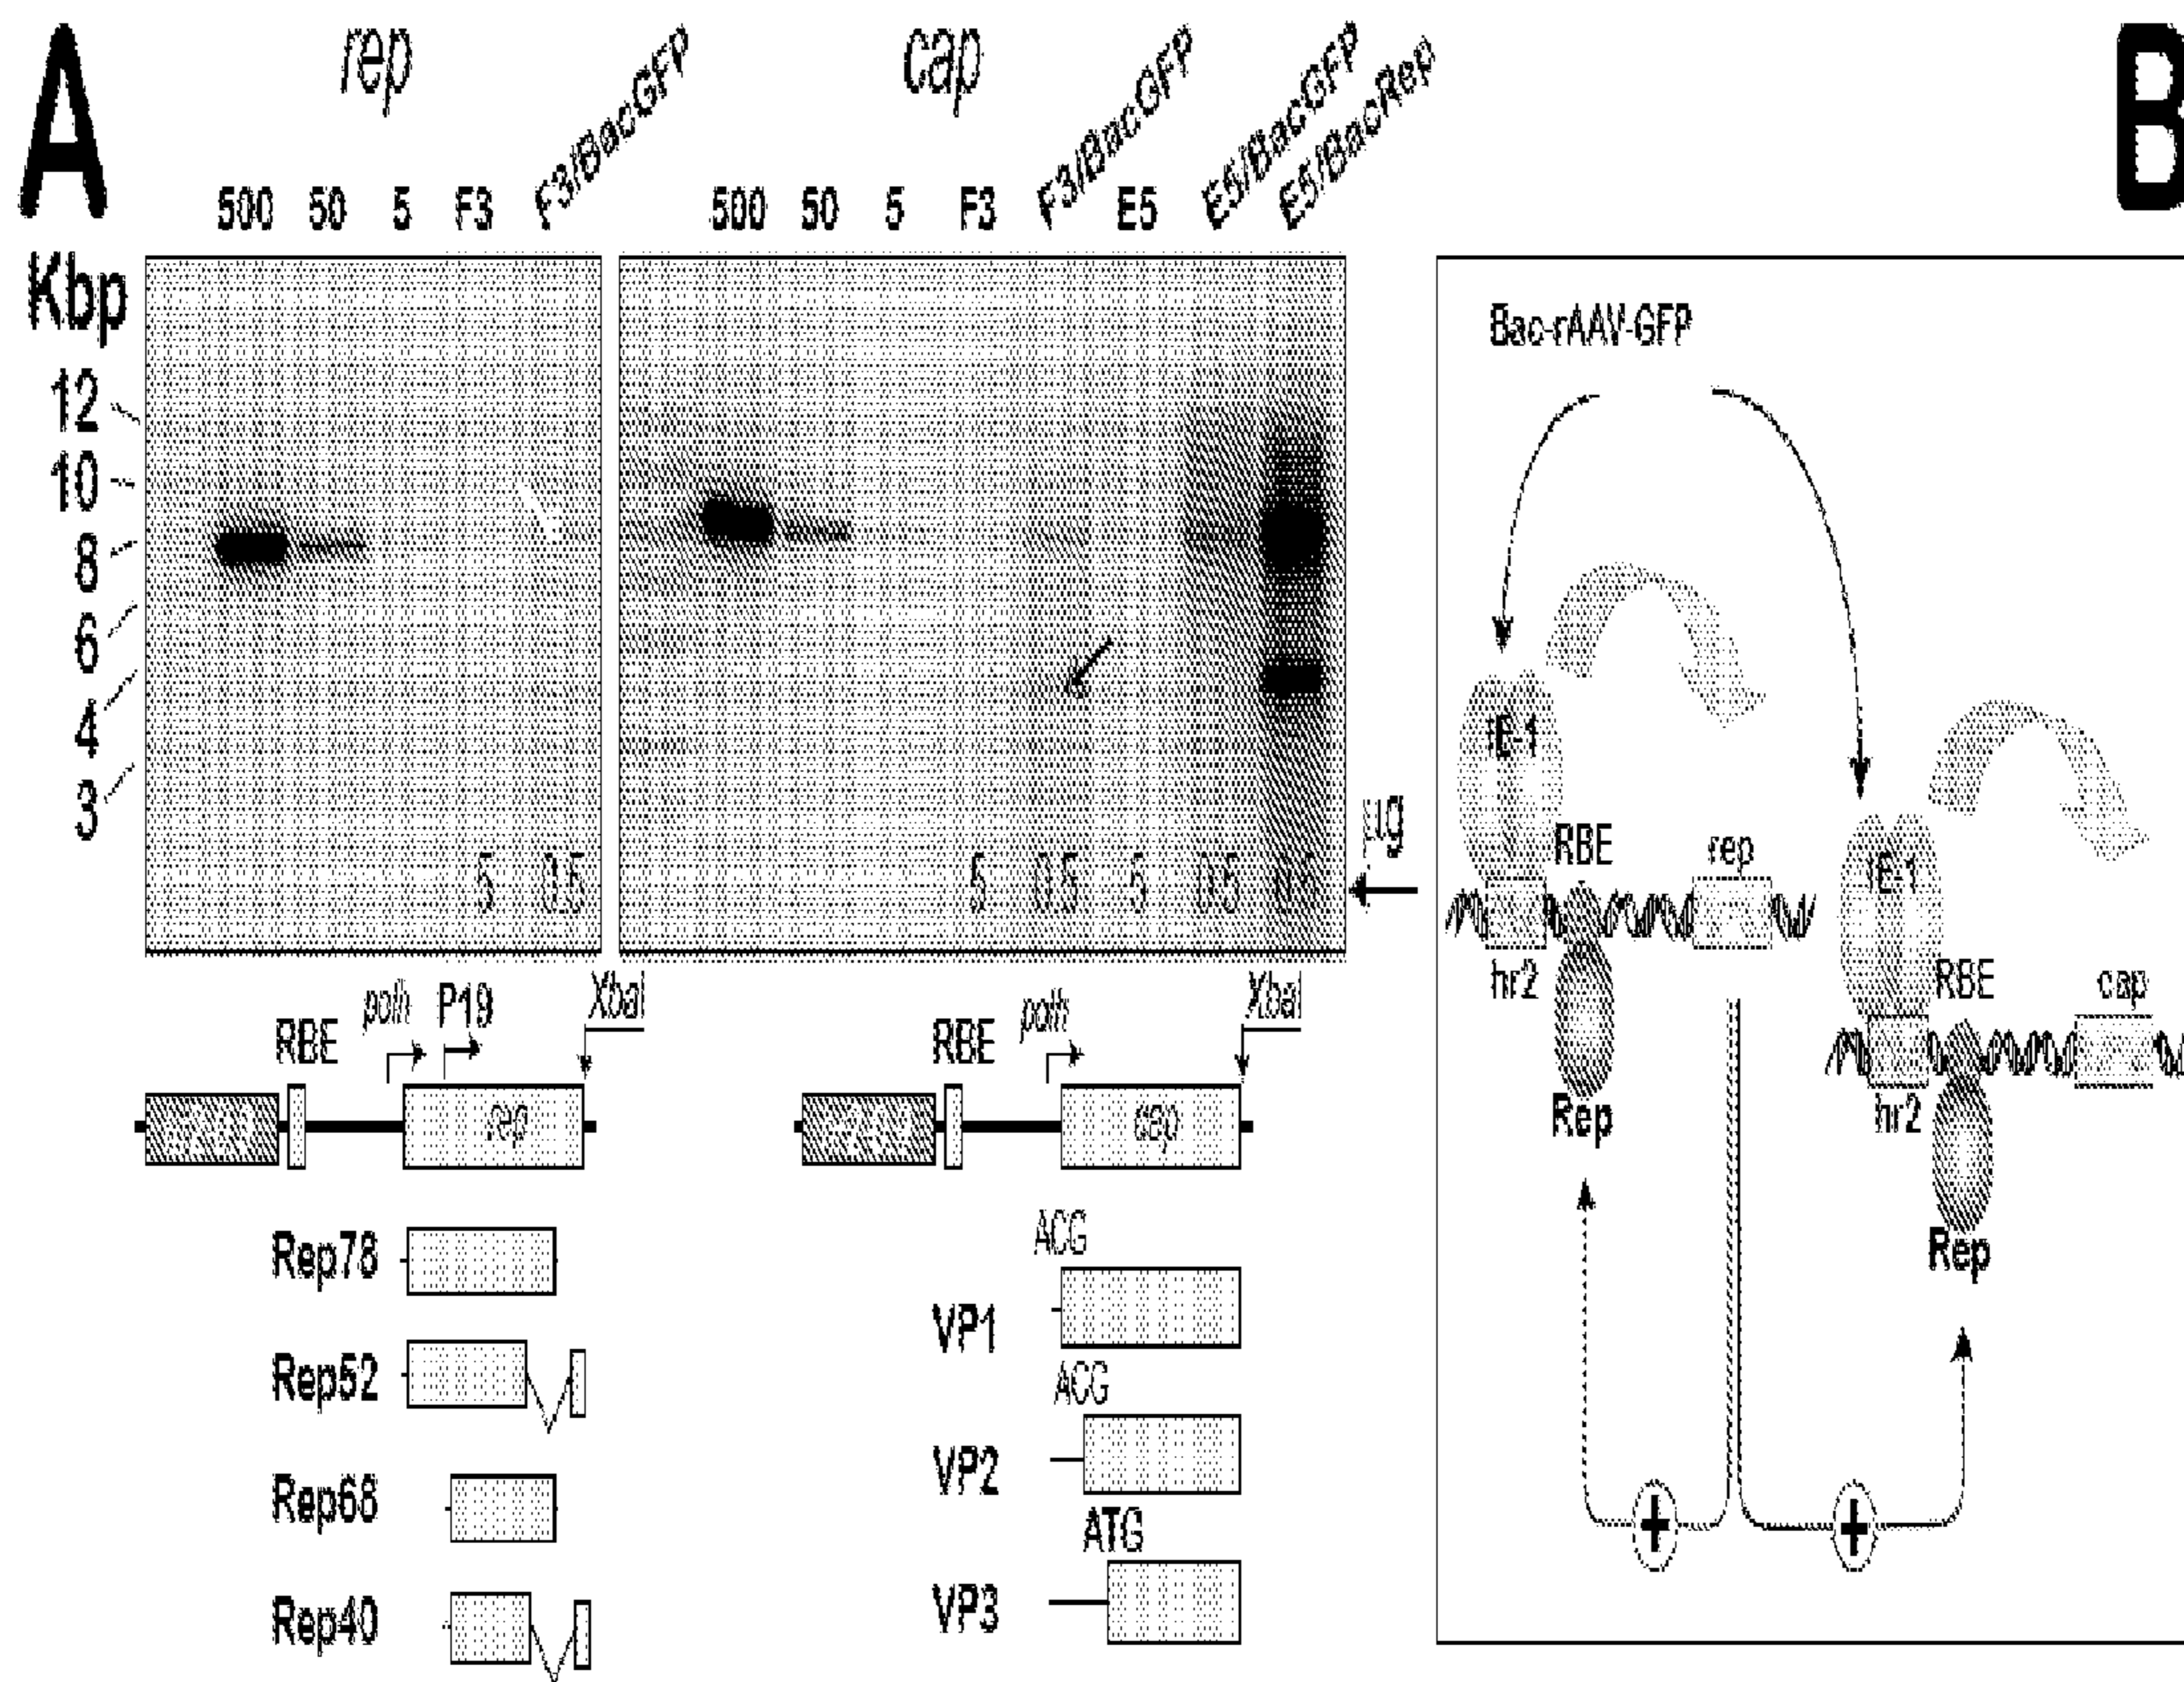 A
B
rep
cap
500 50 5 F3 F3/BacGFP
500 50 5 F3 F3/BacGFP E5 E5/BacGFP E5/BacRep
Kbp
12
10
8
6
4
3
5 0.5
5 0.5 5 0.5
µg
RBE polh P19 XbaI
rep
Rep78
Rep52
Rep68
Rep40
RBE polh XbaI
cap
ACG
VP1
ACG
VP2
ATG
VP3
Bac-rAAV-GFP
IE-1
RBE
rep
hr2
Rep
IE-1
RBE
cap
hr2
Rep
+
+